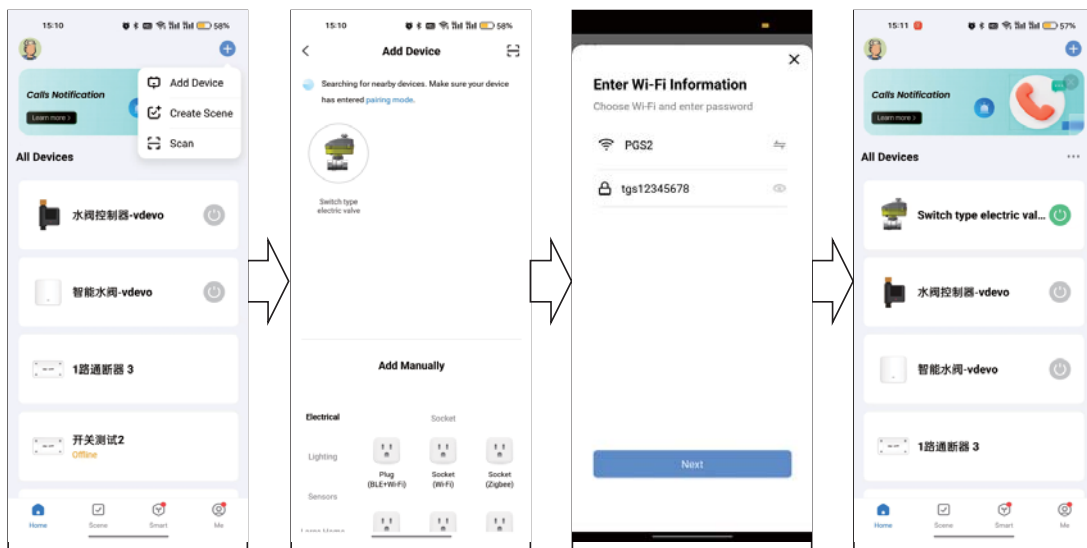 15:10
58%
Calls Notification
Learn more >
Add Device
Create Scene
Scan
All Devices
水阀控制器-vdevo
智能水阀-vdevo
1路通断器 3
开关测试2
Offline
Home
Scene
Smart
Me
15:10
58%
Add Device
Searching for nearby devices. Make sure your device
has entered pairing mode.
Switch type
electric valve
Add Manually
Electrical
Socket
Lighting
Plug
(BLE+Wi-Fi)
Socket
(Wi-Fi)
Socket
(Zigbee)
Sensors
Enter Wi-Fi Information
Choose Wi-Fi and enter password
PGS2
tgs12345678
Next
15:11
57%
Calls Notification
Learn more >
All Devices
Switch type electric val...
水阀控制器-vdevo
智能水阀-vdevo
1路通断器 3
Home
Scene
Smart
Me